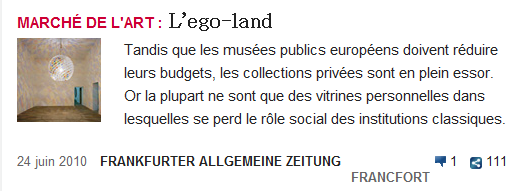 MARCHÉ DE L'ART : L'ego-land
Tandis que les musées publics européens doivent réduire
leurs budgets, les collections privées sont en plein essor.
Or la plupart ne sont que des vitrines personnelles dans
lesquelles se perd le rôle social des institutions classiques.
24 juin 2010 FRANKFURTER ALLGEMEINE ZEITUNG 1 111
FRANCFORT